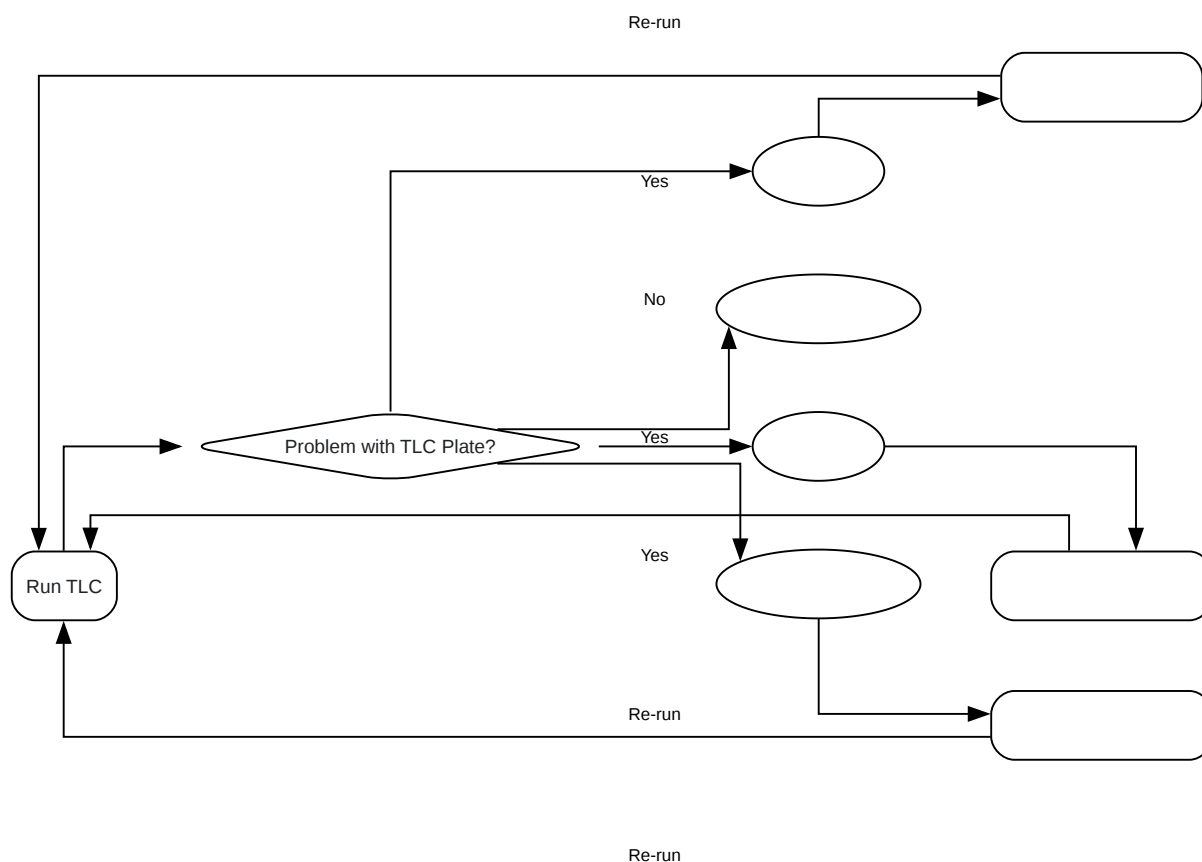 Re-run
Yes
No
Yes
Problem with TLC Plate?
Yes
Run TLC
Re-run
Re-run